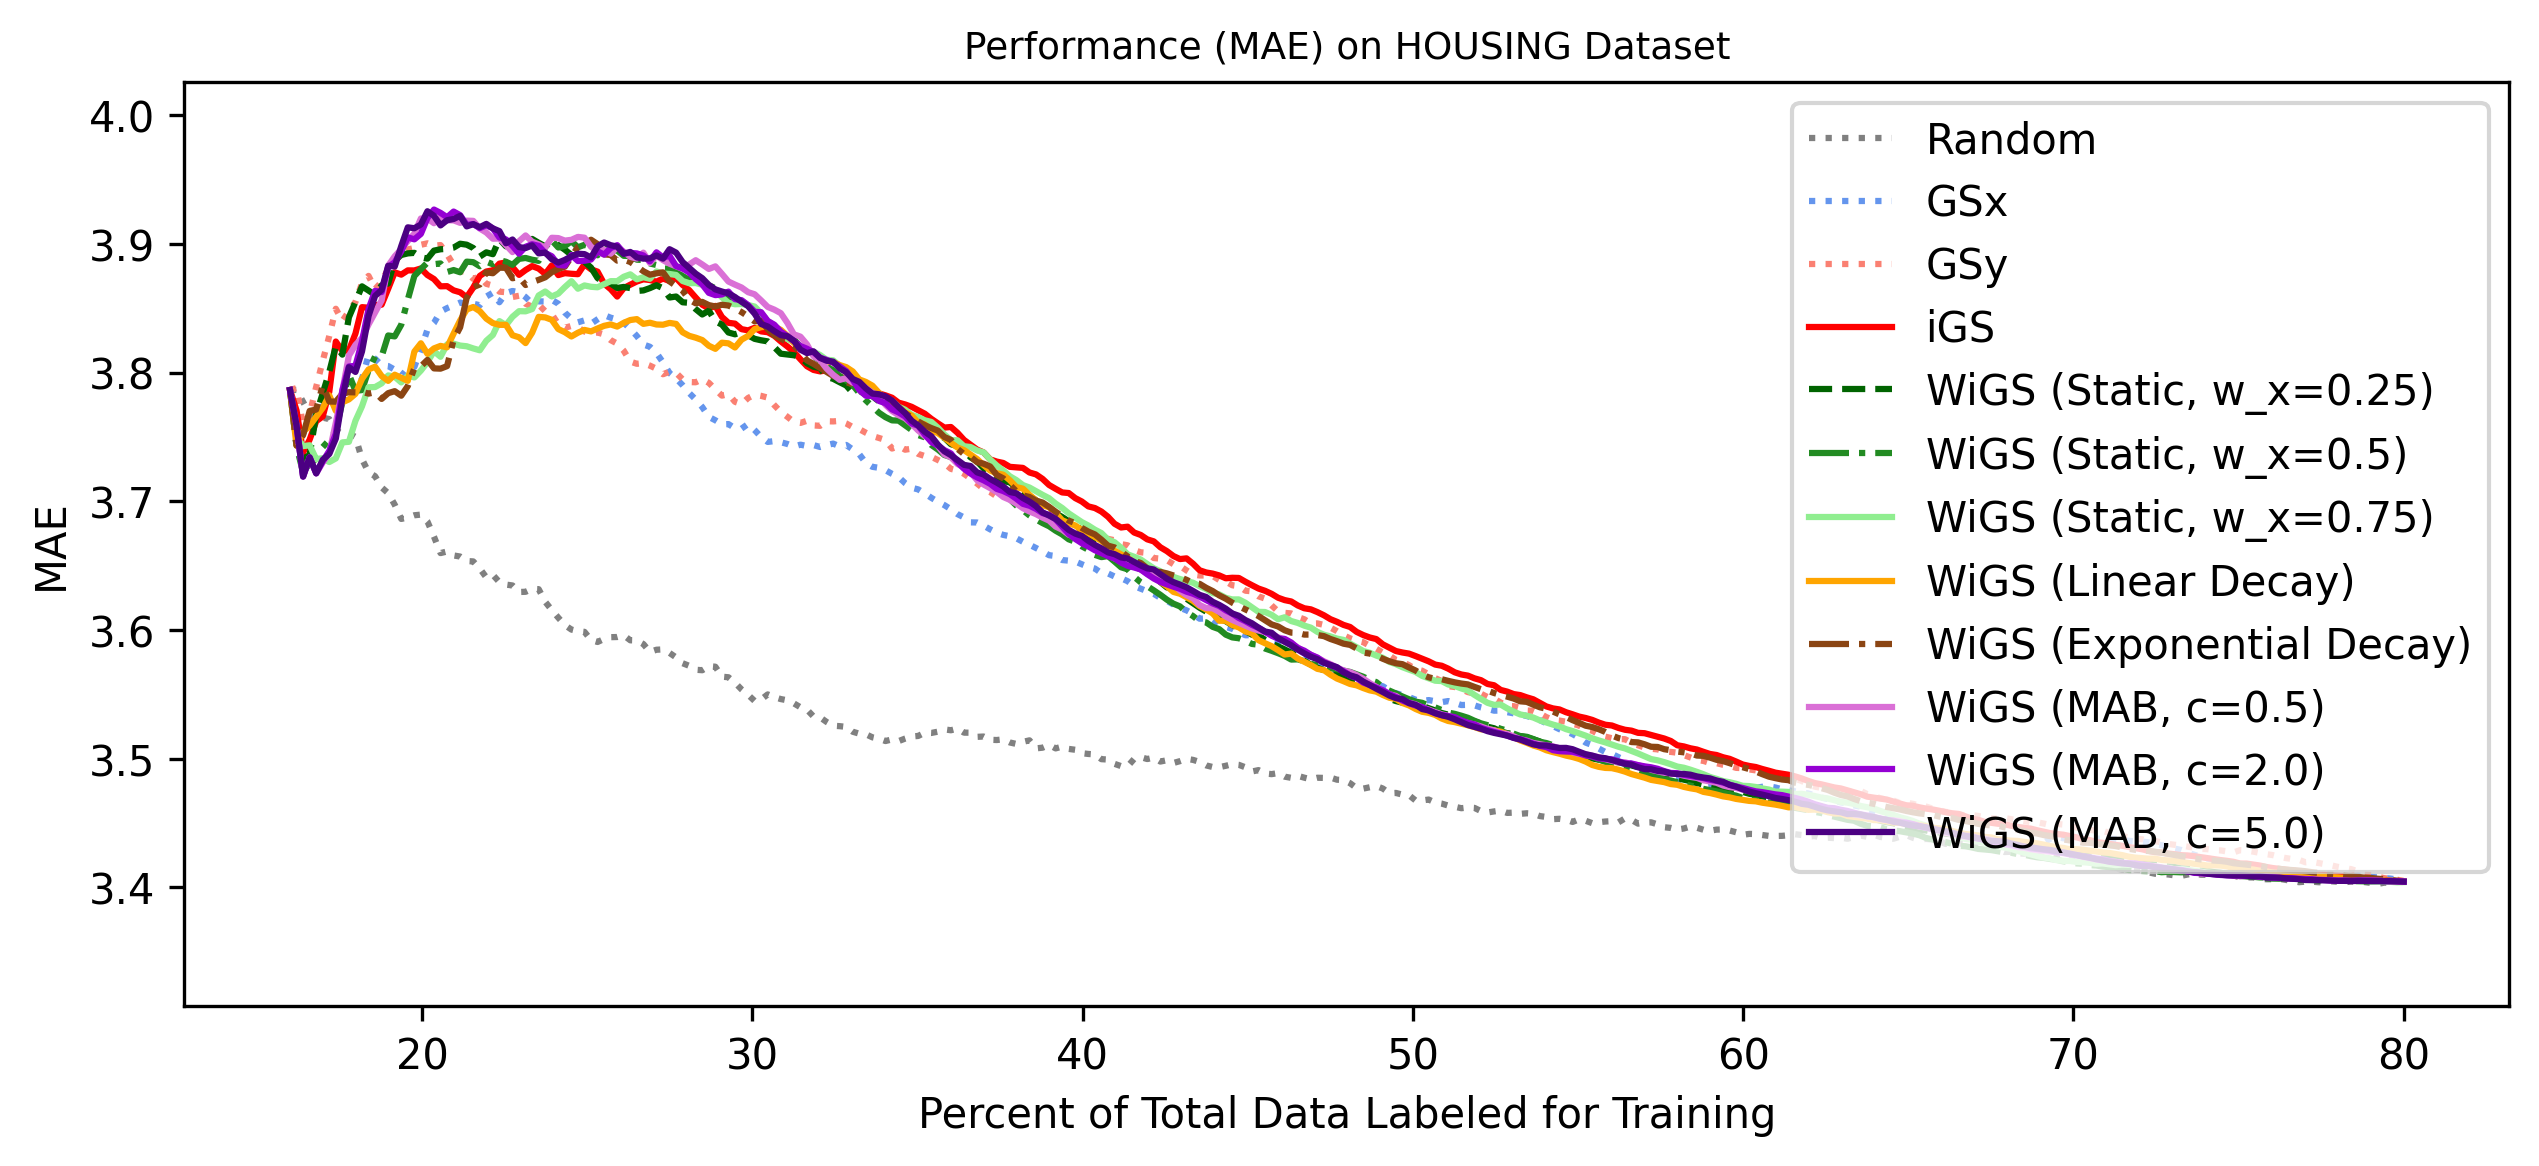 Performance (MAE) on HOUSING Dataset
4.0
3.9
3.8
3.7
3.6
3.5
3.4
MAE
Random
GSx
GSy
iGS
WiGS (Static, w_x=0.25)
WiGS (Static, w_x=0.5)
WiGS (Static, w_x=0.75)
WiGS (Linear Decay)
WiGS (Exponential Decay)
WiGS (MAB, c=0.5)
WiGS (MAB, c=2.0)
WiGS (MAB, c=5.0)
20 30 40 50 60 70 80
Percent of Total Data Labeled for Training